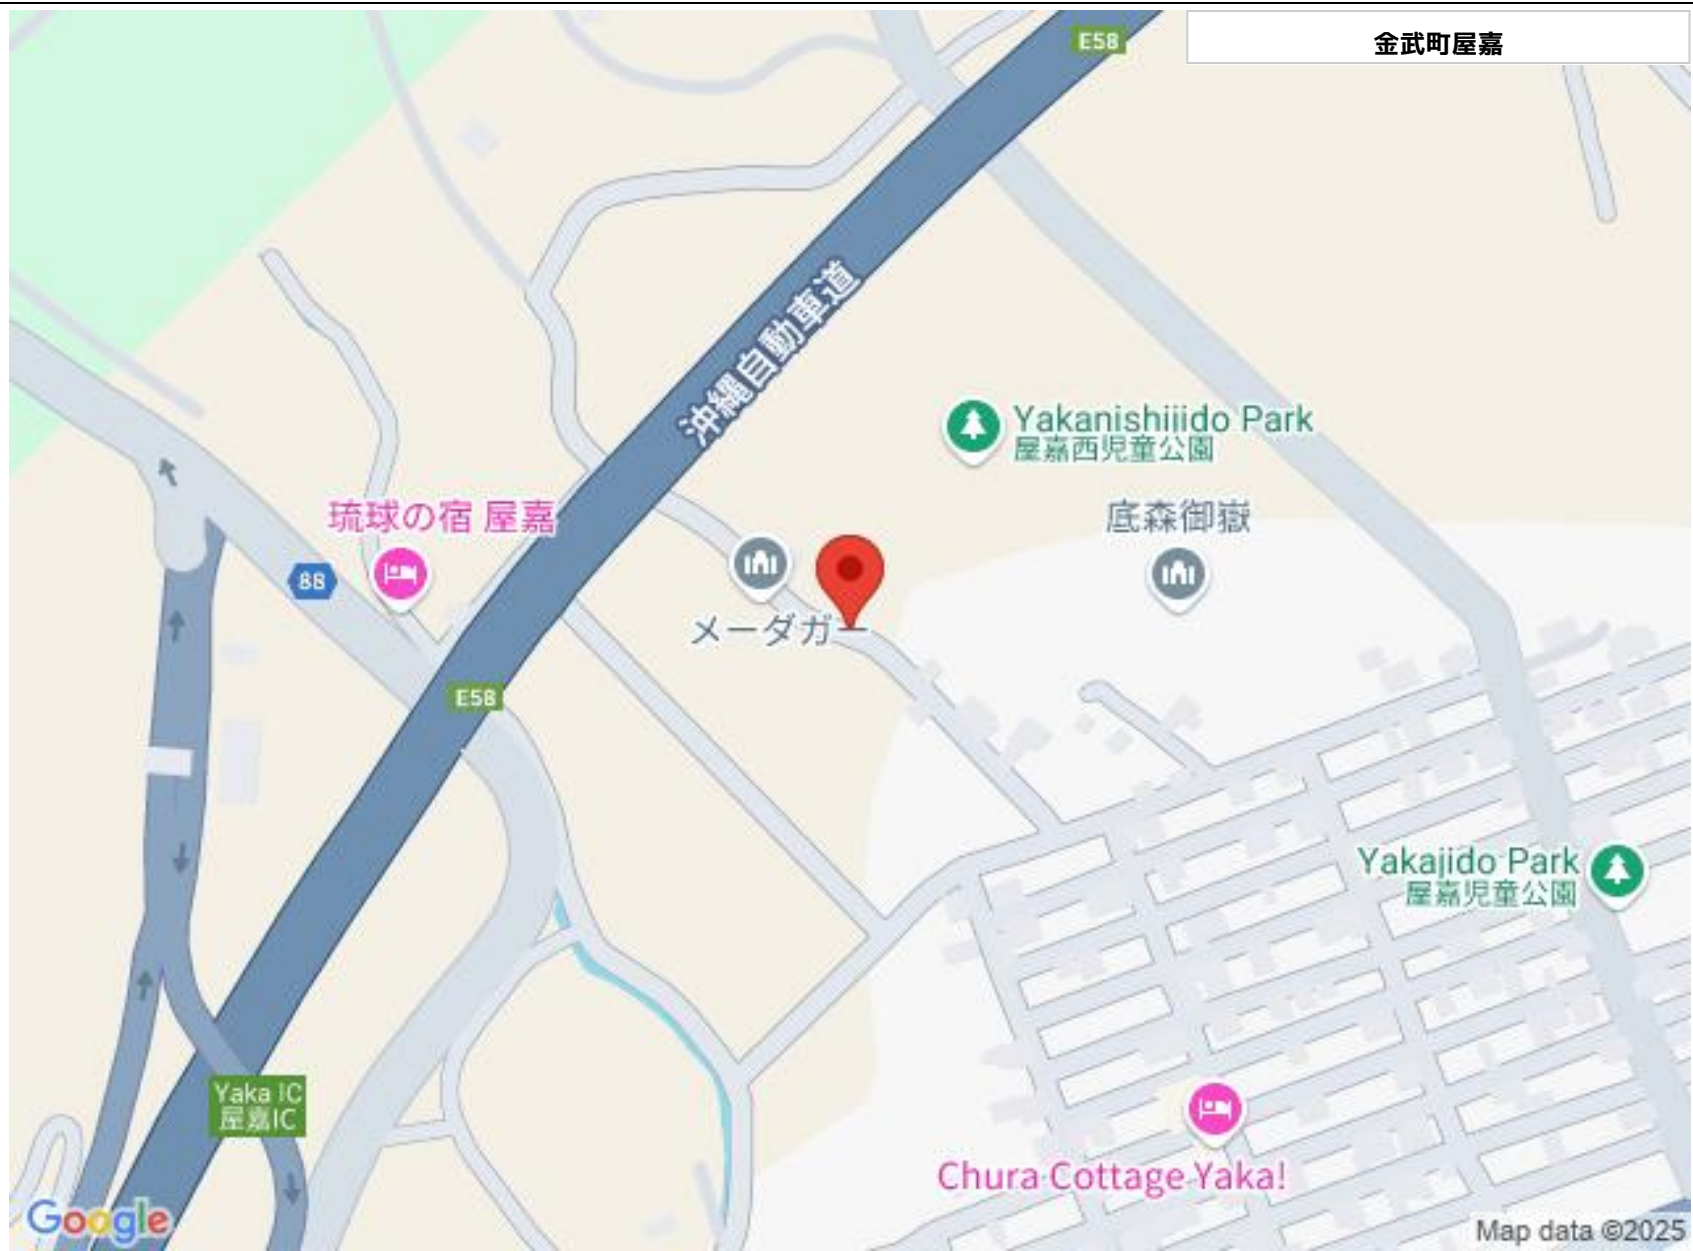 E58
金武町屋嘉
沖縄自動車道
Yakanishijido Park
屋嘉西児童公園
琉球の宿 屋嘉
底森御嶽
88
メーダガー
E58
Yakajido Park
屋嘉児童公園
Yaka IC
屋嘉IC
Chura Cottage Yaka!
Google
Map data ©2025